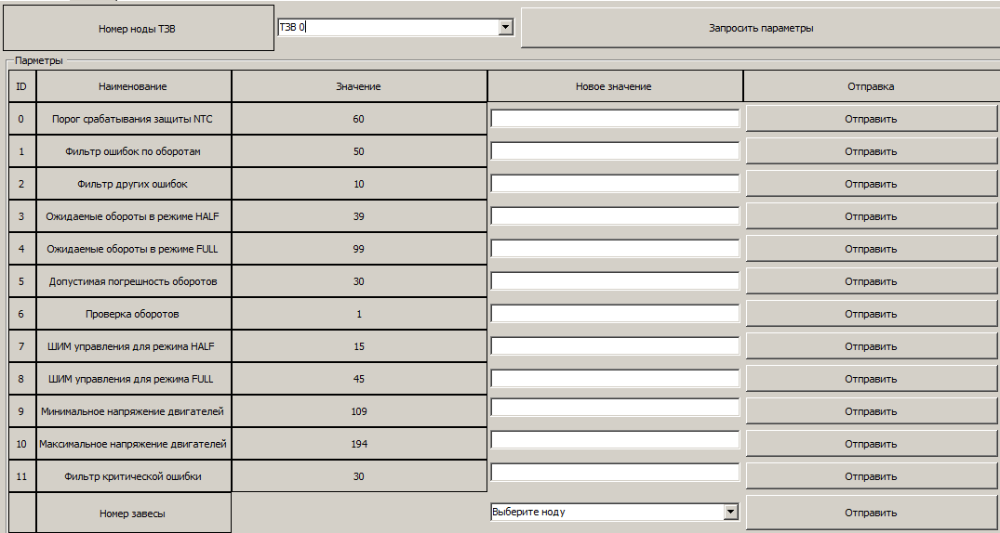 Номер ноды ТЗВ ТЗВ 0 Запросить параметры
Парметры
ID Наименование Значение Новое значение Отправка
0 Порог срабатывания защиты NTC 60 Отправить
1 Фильтр ошибок по оборотам 50 Отправить
2 Фильтр других ошибок 10 Отправить
3 Ожидаемые обороты в режиме HALF 39 Отправить
4 Ожидаемые обороты в режиме FULL 99 Отправить
5 Допустимая погрешность оборотов 30 Отправить
6 Проверка оборотов 1 Отправить
7 ШИМ управления для режима HALF 15 Отправить
8 ШИМ управления для режима FULL 45 Отправить
9 Минимальное напряжение двигателей 109 Отправить
10 Максимальное напряжение двигателей 194 Отправить
11 Фильтр критической ошибки 30 Отправить
Номер завесы Выберите ноду Отправить